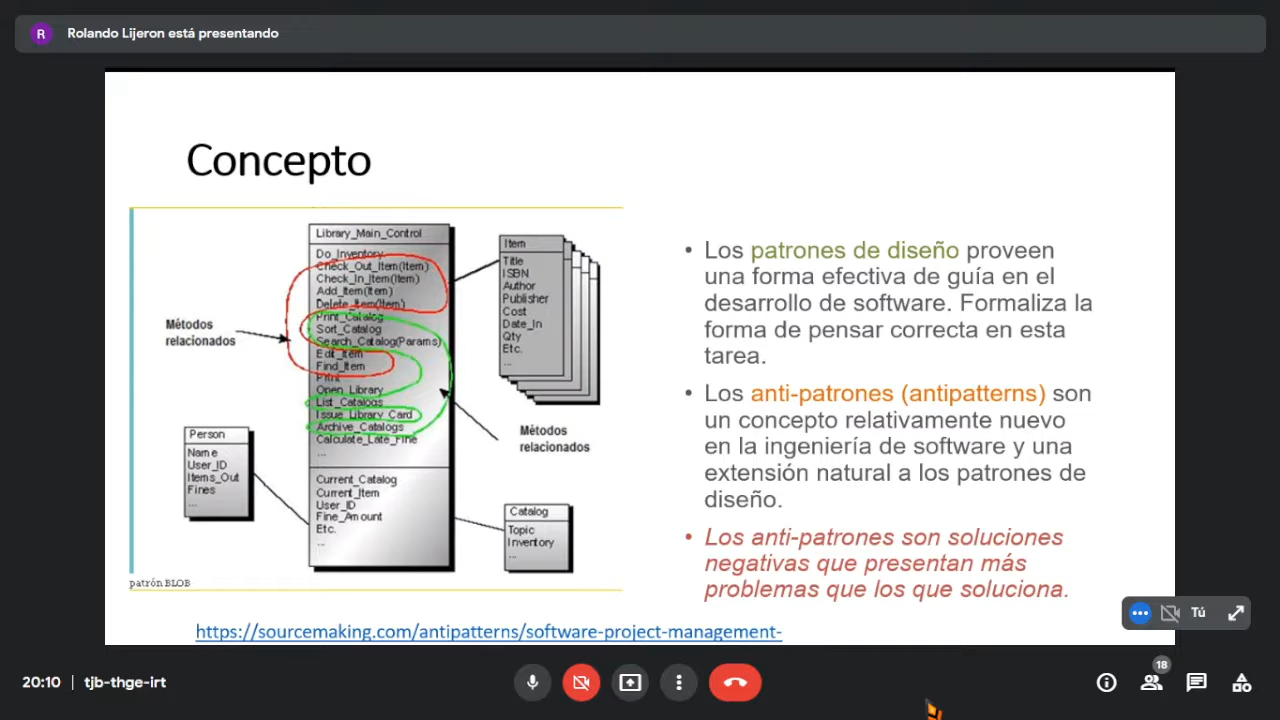 R
Rolando Lijeron está presentando
Concepto
Library_Main_Control
Do_Inventory
Check_Out_Item(Item)
Check_In_Item(Item)
Add_Item(Item)
Delete_Item(Item)
Print_Catalog
Sort_Catalog
Search_Catalog(Params)
Edit_Item
Find_Item
Print
Open_Library
List_Catalogs
Issue_Library_Card
Archive_Catalogs
Calculate_Late_Fine
...
Current_Catalog
Current_Item
User_ID
Fine_Amount
Etc.
...
Métodos
relacionados
Person
Name
User_ID
Items_Out
Fines
...
Item
Title
ISBN
Author
Publisher
Cost
Date_In
Qty
Etc.
...
Métodos
relacionados
Catalog
Topic
Inventory
...
patrón BLOB
• Los patrones de diseño proveen
una forma efectiva de guía en el
desarrollo de software. Formaliza la
forma de pensar correcta en esta
tarea.
• Los anti-patrones (antipatterns) son
un concepto relativamente nuevo
en la ingeniería de software y una
extensión natural a los patrones de
diseño.
• Los anti-patrones son soluciones
negativas que presentan más
problemas que los que soluciona.
https://sourcemaking.com/antipatterns/software-project-management-
Tú
20:10 | tjb-thge-irt
18